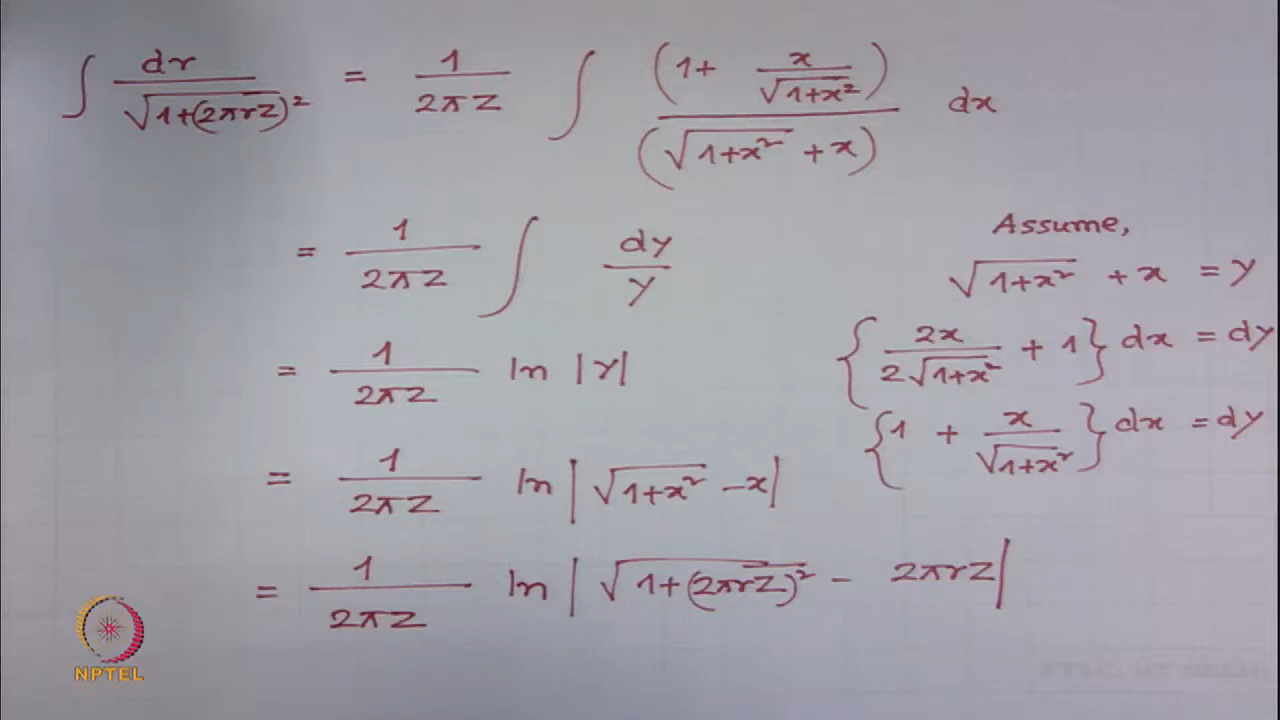 ∫ dr / √1+(2πrZ)² = 1 / 2πZ ∫ (1+ x / √1+x²) / (√1+x² + x) dx
= 1 / 2πZ ∫ dy / y
Assume,
√1+x² + x = y
{ 2x / 2√1+x² + 1 } dx = dy
= 1 / 2πZ ln |Y|
{ 1 + x / √1+x² } dx = dy
= 1 / 2πZ ln | √1+x² - x |
= 1 / 2πZ ln | √1+(2πrZ)² - 2πrZ |
NPTEL